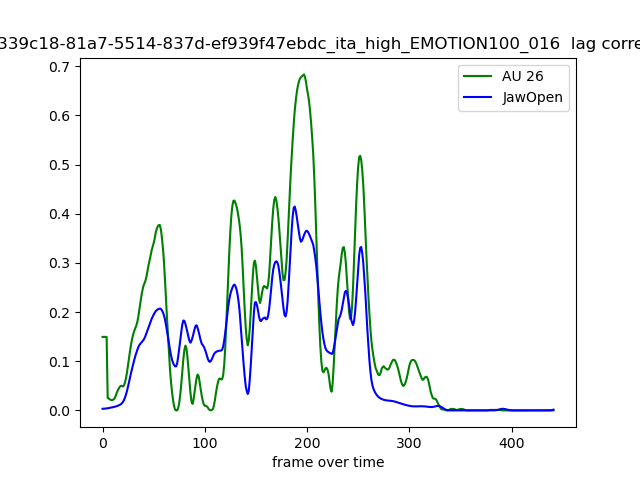 339c18-81a7-5514-837d-ef939f47ebdc_ita_high_EMOTION100_016 lag corre
AU 26
JawOpen
0.7
0.6
0.5
0.4
0.3
0.2
0.1
0.0
0 100 200 300 400
frame over time